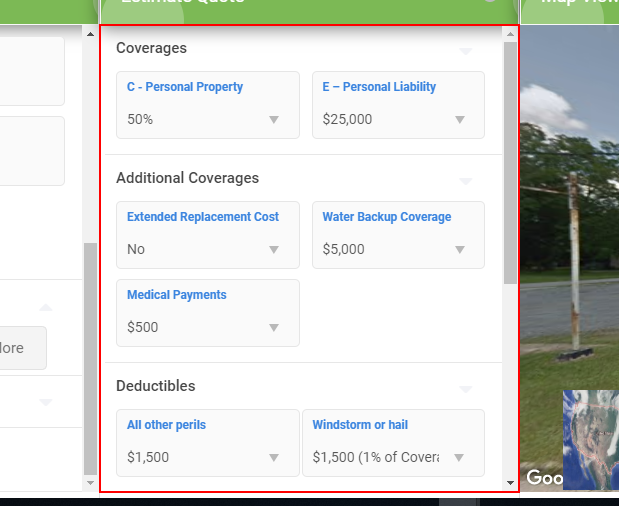 Estimate Quote
Map View
Coverages
C - Personal Property
E – Personal Liability
50%
$25,000
Additional Coverages
Extended Replacement Cost
Water Backup Coverage
No
$5,000
Medical Payments
$500
lore
Deductibles
All other perils
Windstorm or hail
$1,500
$1,500 (1% of Covera
Goo